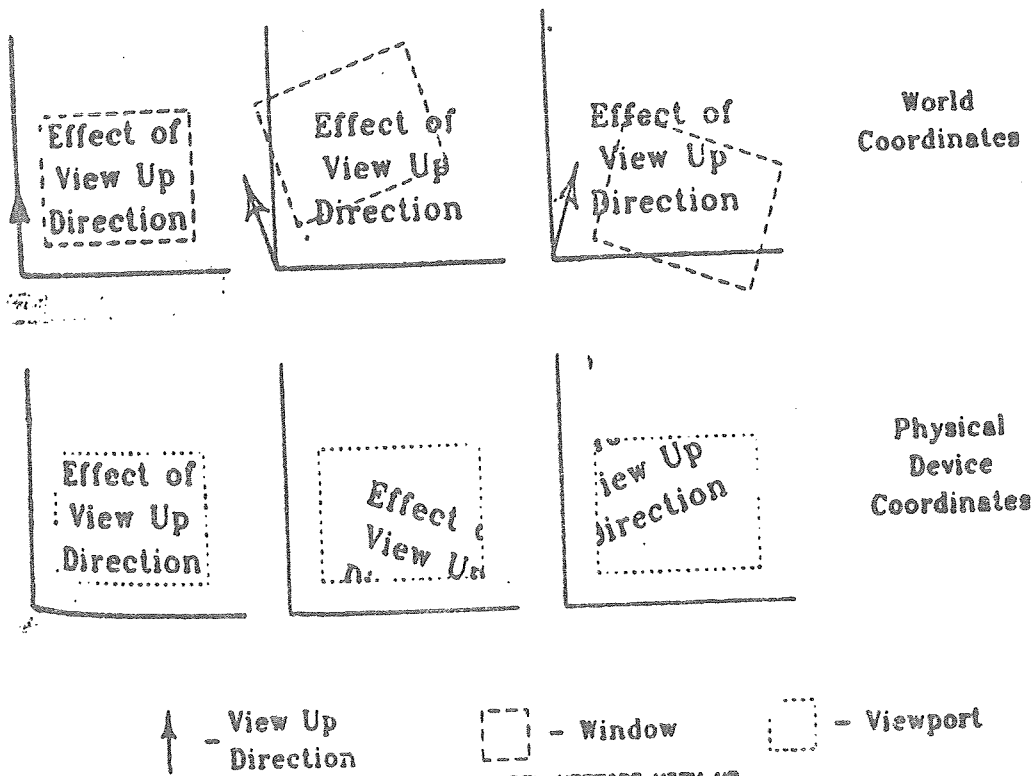 Effect of
View Up
Direction
Effect of
View Up
Direction
Effect of
View Up
Direction
World
Coordinates
Effect of
View Up
Direction
Effect
View Up
iew Up
irection
Physical
Device
Coordinates
- View Up
Direction
- Window
- Viewport